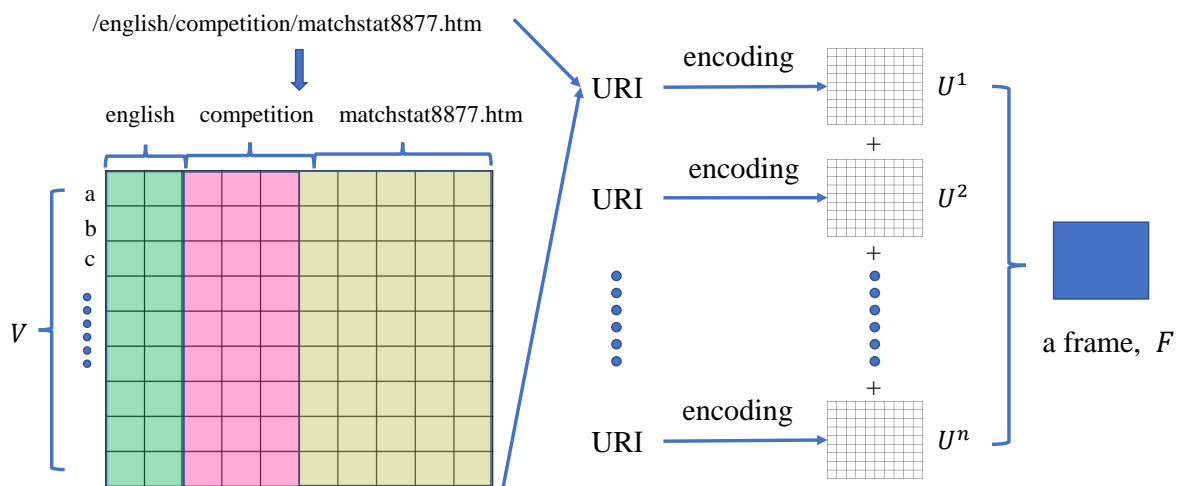 /english/competition/matchstat8877.htm
english competition matchstat8877.htm
a
b
c
V
URI encoding U¹
+
URI encoding U²
+
+
URI encoding Uⁿ
a frame, F